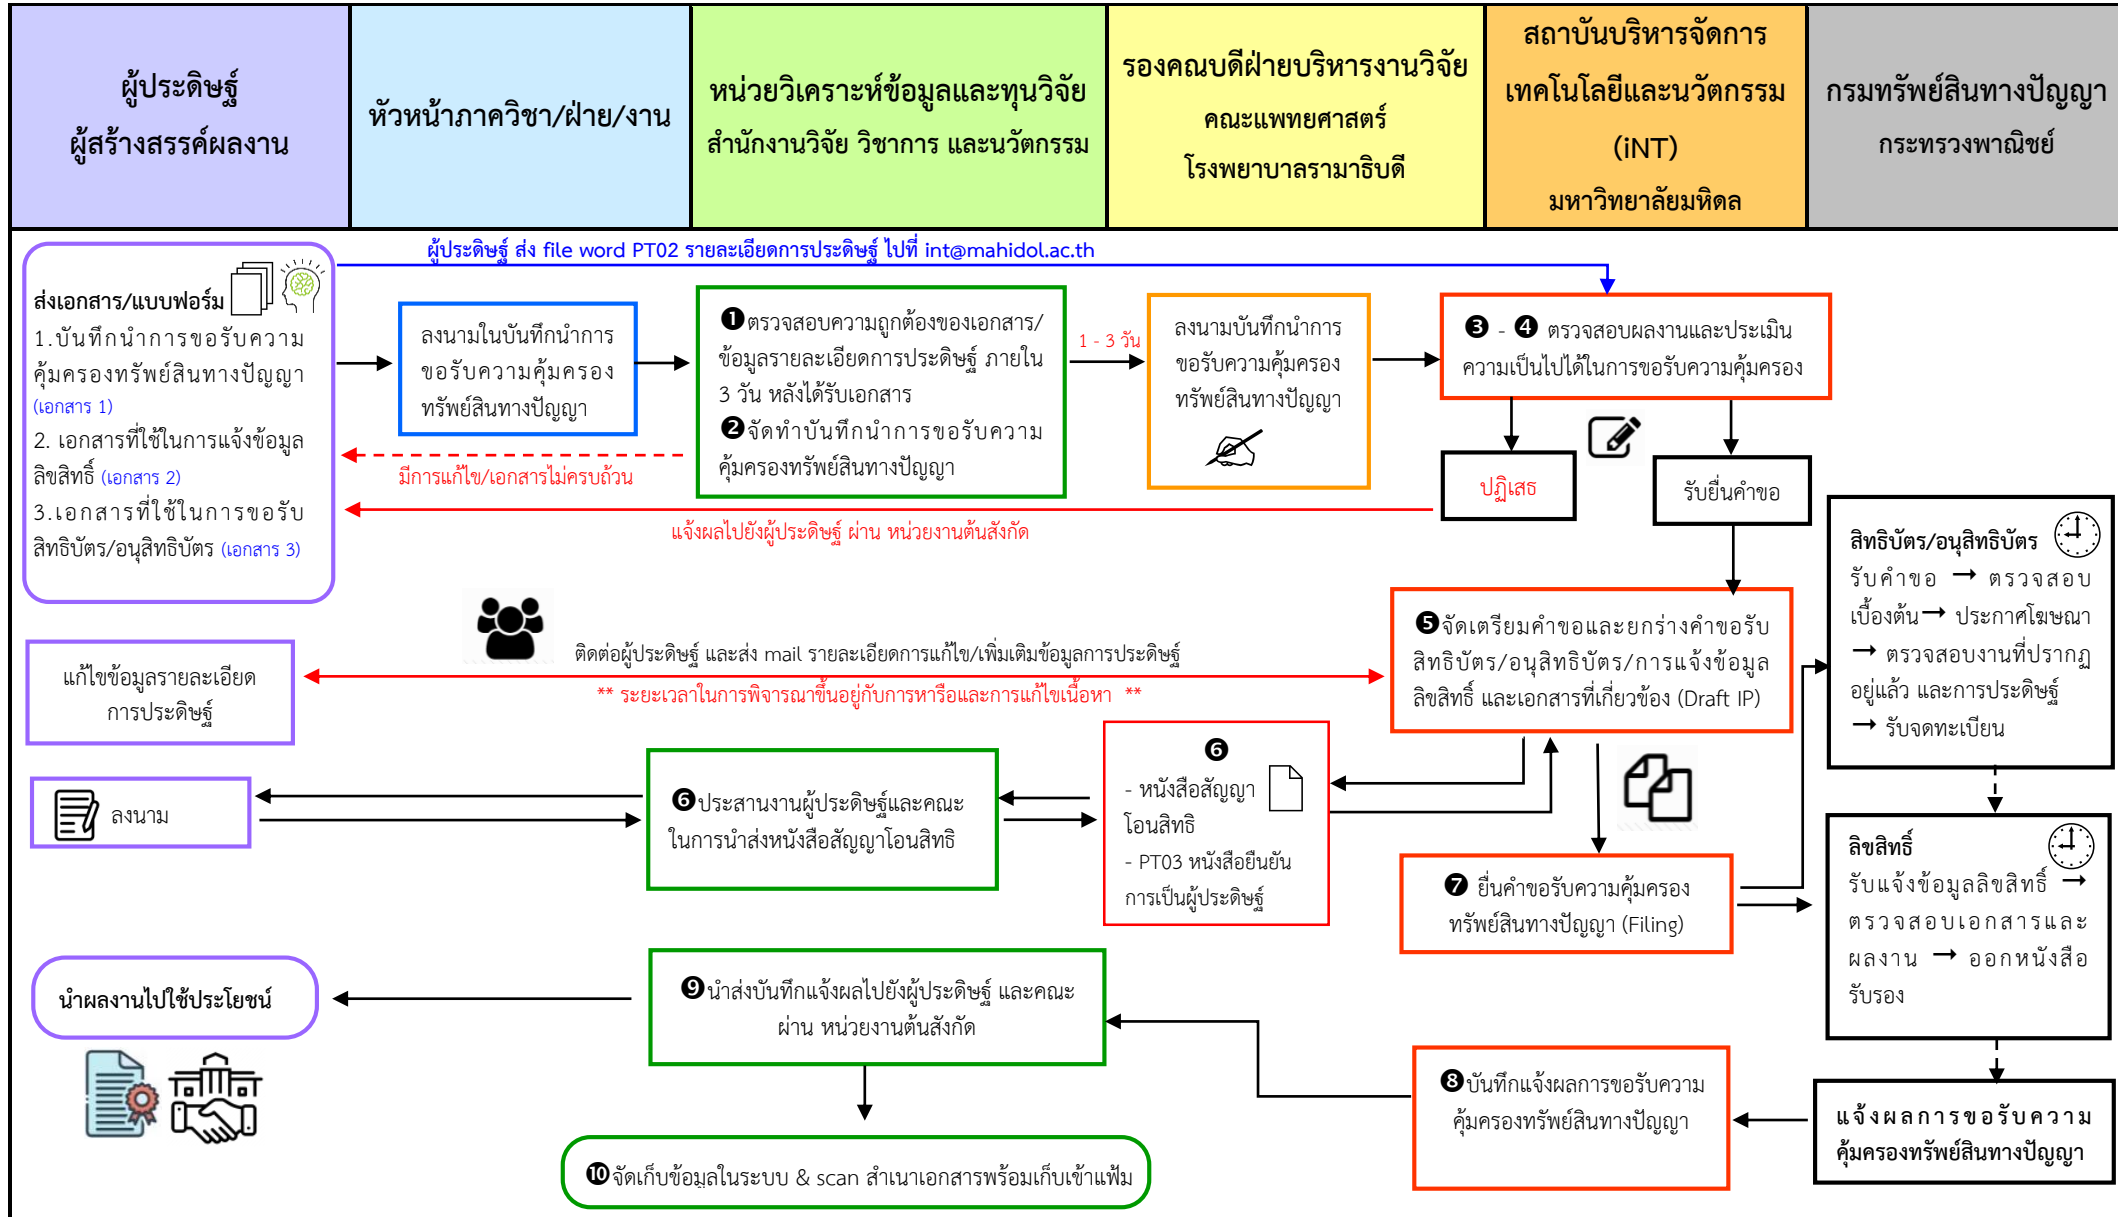 ผู้ประดิษฐ์
ผู้สร้างสรรค์ผลงาน
หัวหน้าภาควิชา/ฝ่าย/งาน
หน่วยวิเคราะห์ข้อมูลและทุนวิจัย
สำนักงานวิจัย วิชาการ และนวัตกรรม
รองคณบดีฝ่ายบริหารงานวิจัย
คณะแพทยศาสตร์
โรงพยาบาลรามาธิบดี
สถาบันบริหารจัดการ
เทคโนโลยีและนวัตกรรม
(iNT)
มหาวิทยาลัยมหิดล
กรมทรัพย์สินทางปัญญา
กระทรวงพาณิชย์
ผู้ประดิษฐ์ ส่ง file word PT02 รายละเอียดการประดิษฐ์ ไปที่ int@mahidol.ac.th
ส่งเอกสาร/แบบฟอร์ม
1.บันทึกนำการขอรับความ
คุ้มครองทรัพย์สินทางปัญญา
(เอกสาร 1)
2. เอกสารที่ใช้ในการแจ้งข้อมูล
ลิขสิทธิ์ (เอกสาร 2)
3.เอกสารที่ใช้ในการขอรับ
สิทธิบัตร/อนุสิทธิบัตร (เอกสาร 3)
ลงนามในบันทึกนำการ
ขอรับความคุ้มครอง
ทรัพย์สินทางปัญญา
❶ตรวจสอบความถูกต้องของเอกสาร/
ข้อมูลรายละเอียดการประดิษฐ์ ภายใน
3 วัน หลังได้รับเอกสาร
❷จัดทำบันทึกนำการขอรับความ
คุ้มครองทรัพย์สินทางปัญญา
1 - 3 วัน
ลงนามบันทึกนำการ
ขอรับความคุ้มครอง
ทรัพย์สินทางปัญญา
❸ - ❹ ตรวจสอบผลงานและประเมิน
ความเป็นไปได้ในการขอรับความคุ้มครอง
มีการแก้ไข/เอกสารไม่ครบถ้วน
ปฏิเสธ
รับยื่นคำขอ
แจ้งผลไปยังผู้ประดิษฐ์ ผ่าน หน่วยงานต้นสังกัด
สิทธิบัตร/อนุสิทธิบัตร
รับคำขอ → ตรวจสอบ
เบื้องต้น→ ประกาศโฆษณา
→ ตรวจสอบงานที่ปรากฏ
อยู่แล้ว และการประดิษฐ์
→ รับจดทะเบียน
แก้ไขข้อมูลรายละเอียด
การประดิษฐ์
ติดต่อผู้ประดิษฐ์ และส่ง mail รายละเอียดการแก้ไข/เพิ่มเติมข้อมูลการประดิษฐ์
** ระยะเวลาในการพิจารณาขึ้นอยู่กับการหารือและการแก้ไขเนื้อหา **
❺จัดเตรียมคำขอและยกร่างคำขอรับ
สิทธิบัตร/อนุสิทธิบัตร/การแจ้งข้อมูล
ลิขสิทธิ์ และเอกสารที่เกี่ยวข้อง (Draft IP)
ลงนาม
❻ประสานงานผู้ประดิษฐ์และคณะ
ในการนำส่งหนังสือสัญญาโอนสิทธิ
❻
- หนังสือสัญญา
โอนสิทธิ
- PT03 หนังสือยืนยัน
การเป็นผู้ประดิษฐ์
❼ ยื่นคำขอรับความคุ้มครอง
ทรัพย์สินทางปัญญา (Filing)
ลิขสิทธิ์
รับแจ้งข้อมูลลิขสิทธิ์ →
ตรวจสอบเอกสารและ
ผลงาน → ออกหนังสือ
รับรอง
นำผลงานไปใช้ประโยชน์
❾นำส่งบันทึกแจ้งผลไปยังผู้ประดิษฐ์ และคณะ
ผ่าน หน่วยงานต้นสังกัด
❽บันทึกแจ้งผลการขอรับความ
คุ้มครองทรัพย์สินทางปัญญา
แจ้งผลการขอรับความ
คุ้มครองทรัพย์สินทางปัญญา
❿จัดเก็บข้อมูลในระบบ & scan สำเนาเอกสารพร้อมเก็บเข้าแฟ้ม